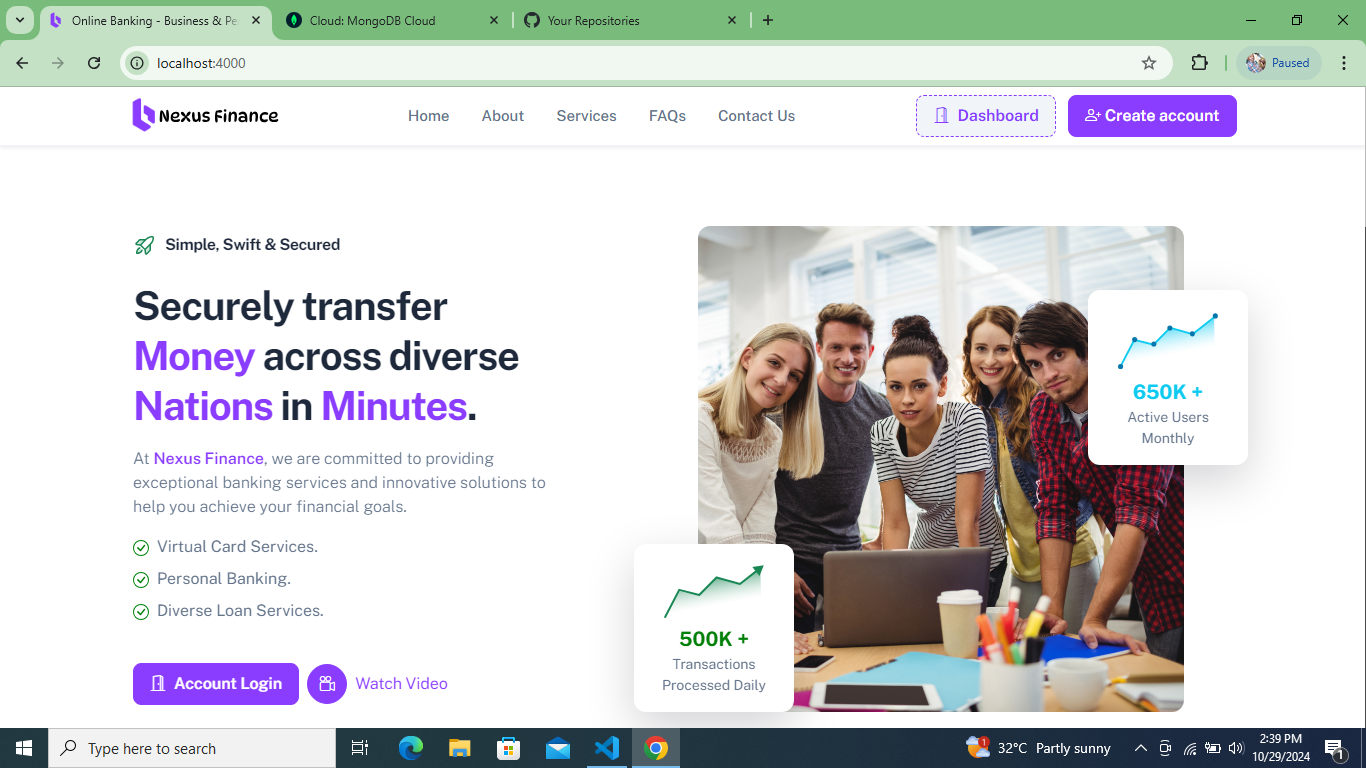 Online Banking - Business & Pe
Cloud: MongoDB Cloud
Your Repositories
localhost:4000
Paused
Nexus Finance
Home
About
Services
FAQs
Contact Us
Dashboard
Create account
Simple, Swift & Secured
Securely transfer
Money across diverse
Nations in Minutes.
At Nexus Finance, we are committed to providing
exceptional banking services and innovative solutions to
help you achieve your financial goals.
Virtual Card Services.
Personal Banking.
Diverse Loan Services.
Account Login
Watch Video
650K +
Active Users
Monthly
500K +
Transactions
Processed Daily
Type here to search
1
32°C Partly sunny
2:39 PM
10/29/2024
1